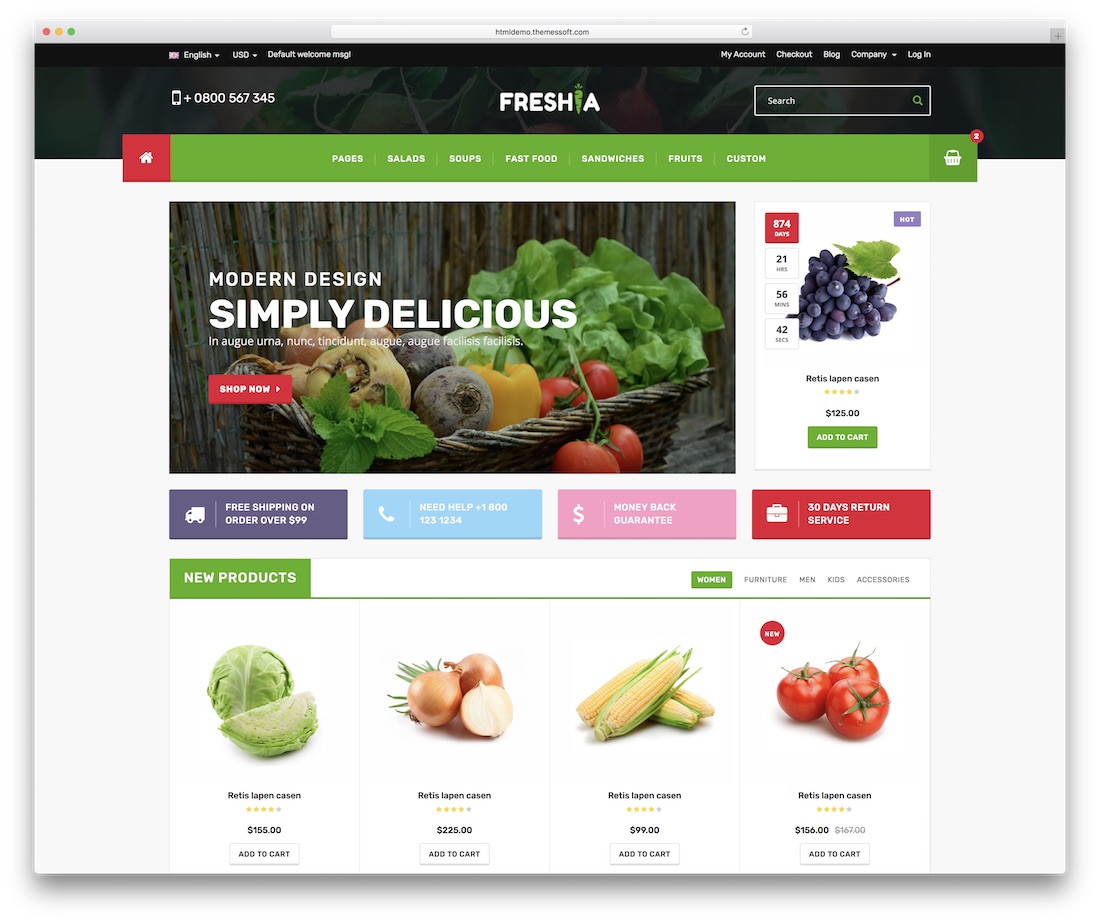 htmldemo.themessoft.com
English USD Default welcome msg! My Account Checkout Blog Company Log In
+ 0800 567 345 FRESHIA Search
2
PAGES SALADS SOUPS FAST FOOD SANDWICHES FRUITS CUSTOM
MODERN DESIGN
SIMPLY DELICIOUS
In augue urna, nunc, tincidunt, augue, augue facilisis facilisis.
SHOP NOW
874
DAYS
HOT
21
HRS
56
MINS
42
SECS
Retis lapen casen
$125.00
ADD TO CART
FREE SHIPPING ON
ORDER OVER $99
NEED HELP +1 800
123 1234
MONEY BACK
GUARANTEE
30 DAYS RETURN
SERVICE
NEW PRODUCTS WOMEN FURNITURE MEN KIDS ACCESSORIES
NEW
Retis lapen casen Retis lapen casen Retis lapen casen Retis lapen casen
$155.00 $225.00 $99.00 $156.00 $167.00
ADD TO CART ADD TO CART ADD TO CART ADD TO CART